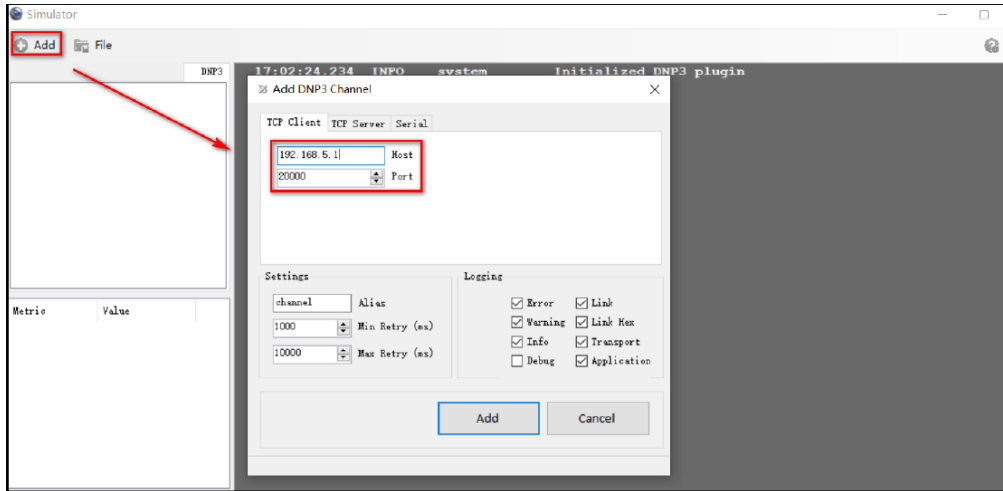 Simulator
Add File
DNP3
17:02:24.234 INFO system Initialized DNP3 plugin
Add DNP3 Channel
TCP Client TCP Server Serial
192.168.5.1 Host
20000 Port
Settings
channel Alias
1000 Min Retry (ms)
10000 Max Retry (ms)
Logging
Error Link
Warning Link Hex
Info Transport
Debug Application
Metric Value
Add Cancel